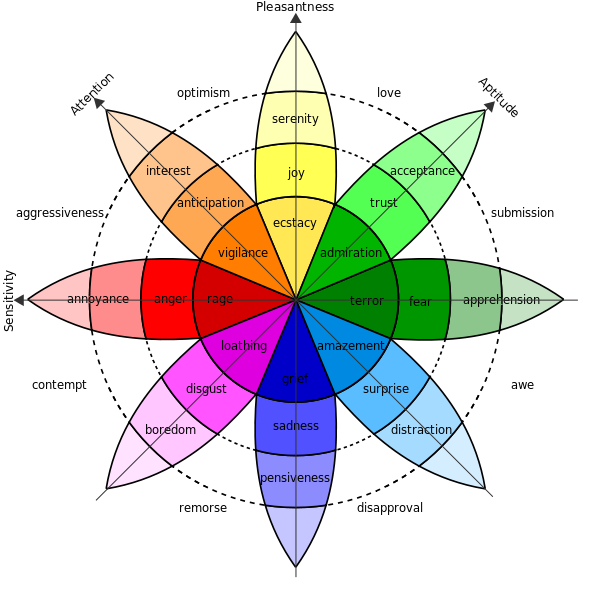 Pleasantness
Attention
Aptitude
optimism
love
serenity
interest
joy
acceptance
anticipation
trust
aggressiveness
submission
ecstacy
vigilance
admiration
Sensitivity
annoyance
anger
rage
terror
fear
apprehension
loathing
amazement
contempt
grief
awe
disgust
surprise
boredom
sadness
distraction
pensiveness
remorse
disapproval